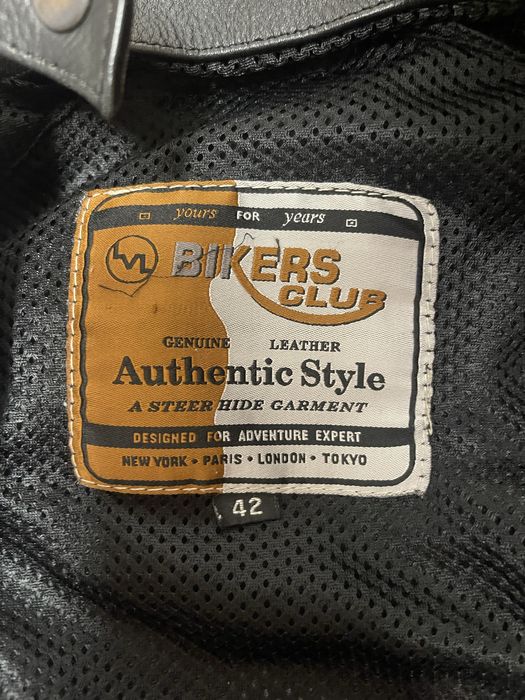 yours FOR years
BIKERS
CLUB
GENUINE LEATHER
Authentic Style
A STEER HIDE GARMENT
DESIGNED FOR ADVENTURE EXPERT
NEW YORK • PARIS • LONDON • TOKYO
42